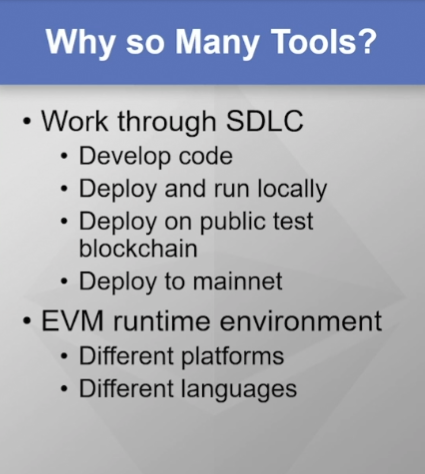 Why so Many Tools?
• Work through SDLC
• Develop code
• Deploy and run locally
• Deploy on public test
blockchain
• Deploy to mainnet
• EVM runtime environment
• Different platforms
• Different languages